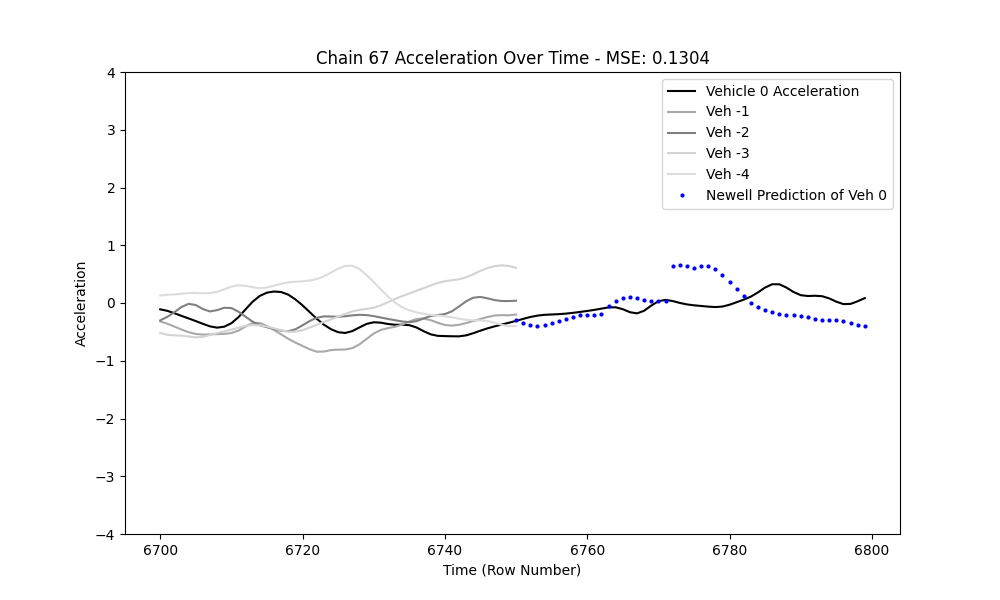 Chain 67 Acceleration Over Time - MSE: 0.1304
Vehicle 0 Acceleration
Veh -1
Veh -2
Veh -3
Veh -4
Newell Prediction of Veh 0
Acceleration
4
3
2
1
0
−1
−2
−3
−4
6700 6720 6740 6760 6780 6800
Time (Row Number)